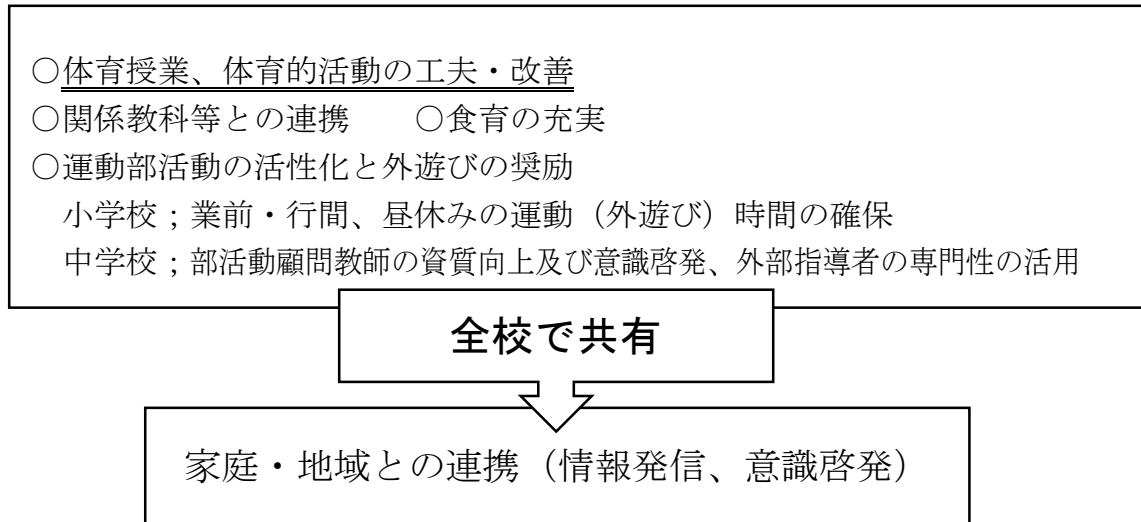 ○体育授業、体育的活動の工夫・改善
○関係教科等との連携　　○食育の充実
○運動部活動の活性化と外遊びの奨励
小学校；業前・行間、昼休みの運動（外遊び）時間の確保
中学校；部活動顧問教師の資質向上及び意識啓発、外部指導者の専門性の活用
全校で共有
家庭・地域との連携（情報発信、意識啓発）